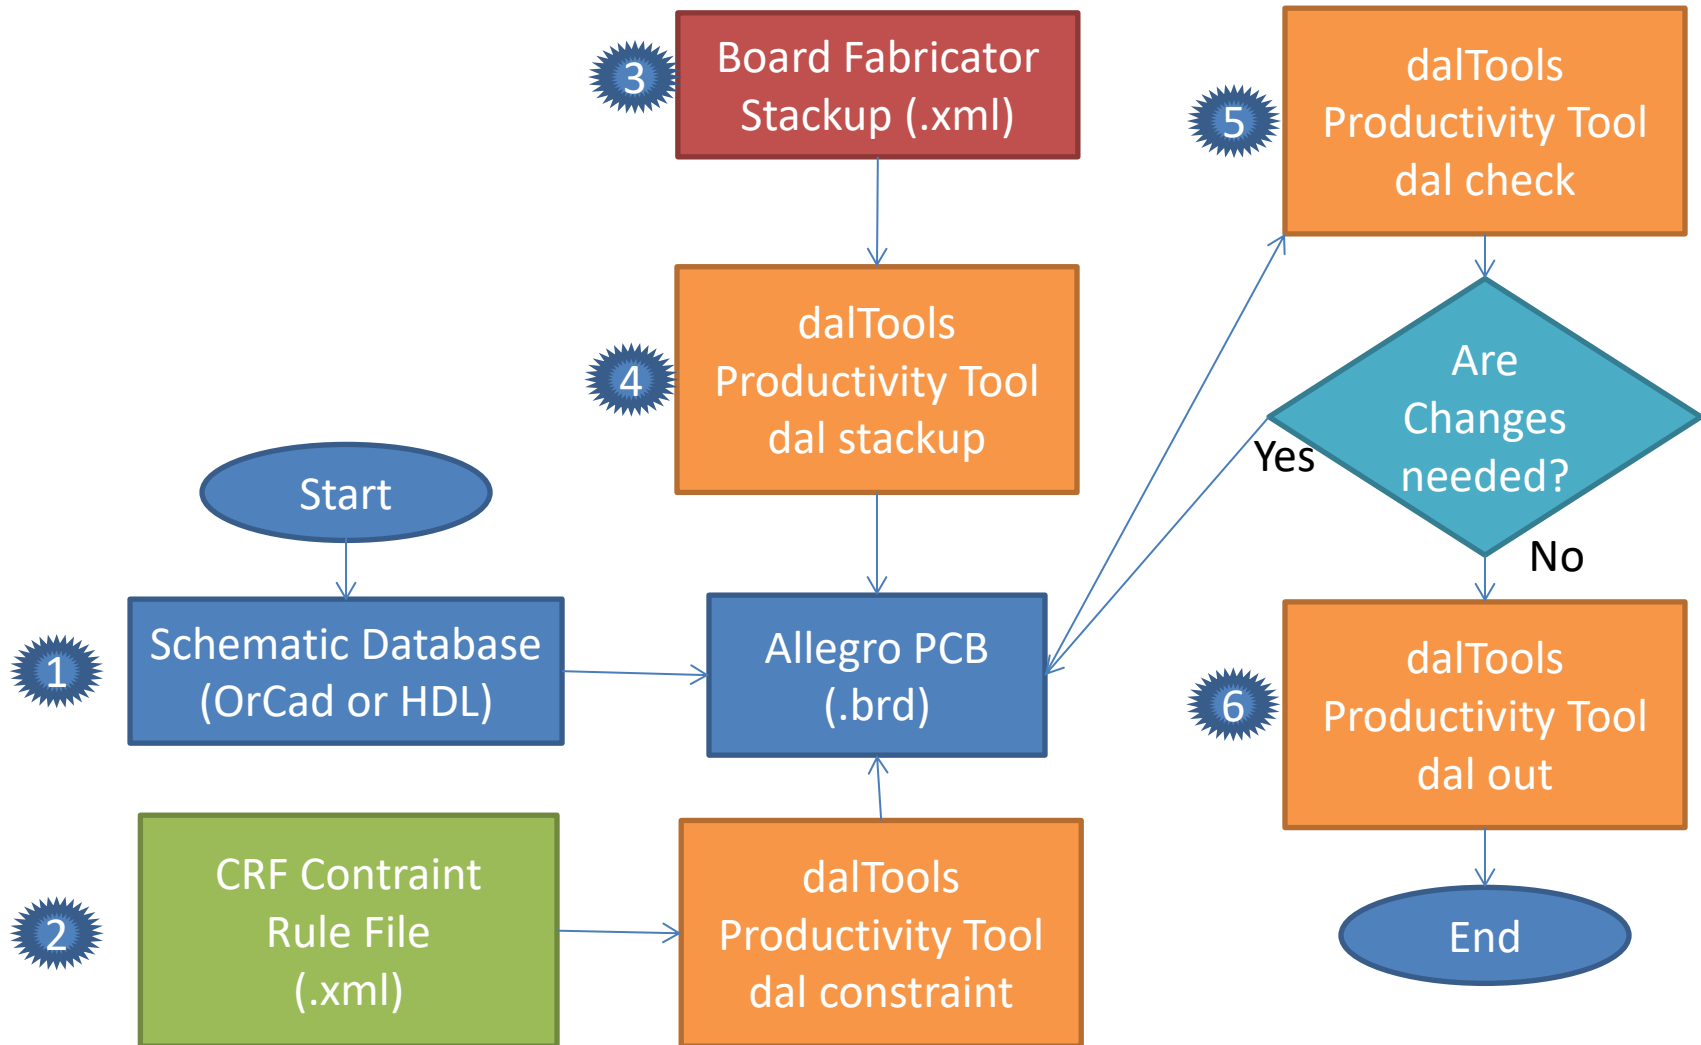 3
Board Fabricator
Stackup (.xml)
4
dalTools
Productivity Tool
dal stackup
Start
1
Schematic Database
(OrCad or HDL)
Allegro PCB
(.brd)
2
CRF Contraint
Rule File
(.xml)
dalTools
Productivity Tool
dal constraint
5
dalTools
Productivity Tool
dal check
Are
Changes
needed?
Yes
No
6
dalTools
Productivity Tool
dal out
End